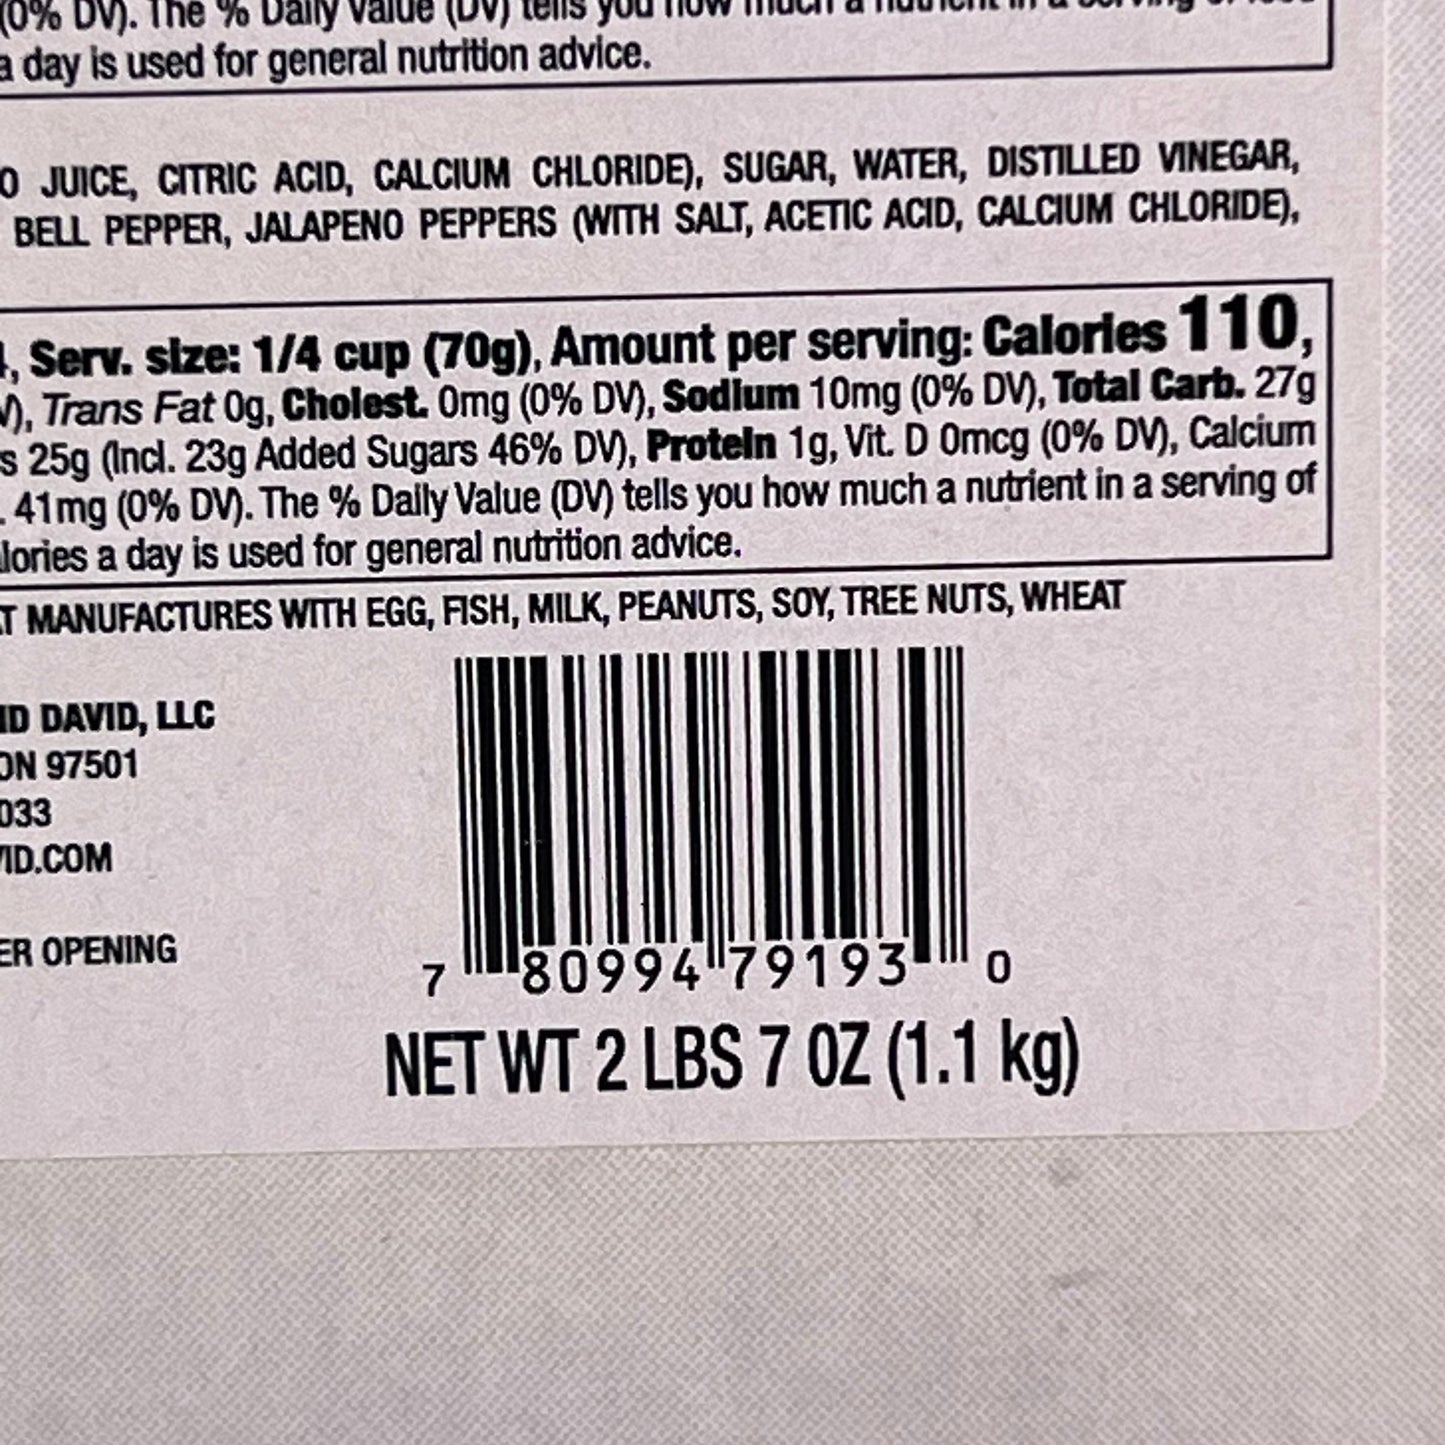 (0% DV). The % Daily Value (DV) tells you how much a nutrient in a serving of
a day is used for general nutrition advice.
O JUICE, CITRIC ACID, CALCIUM CHLORIDE), SUGAR, WATER, DISTILLED VINEGAR,
BELL PEPPER, JALAPENO PEPPERS (WITH SALT, ACETIC ACID, CALCIUM CHLORIDE),
, Serv. size: 1/4 cup (70g), Amount per serving: Calories 110,
), Trans Fat 0g, Cholest. 0mg (0% DV), Sodium 10mg (0% DV), Total Carb. 27g
s 25g (Incl. 23g Added Sugars 46% DV), Protein 1g, Vit. D 0mcg (0% DV), Calcium
. 41mg (0% DV). The % Daily Value (DV) tells you how much a nutrient in a serving of
lories a day is used for general nutrition advice.
T MANUFACTURES WITH EGG, FISH, MILK, PEANUTS, SOY, TREE NUTS, WHEAT
ID DAVID, LLC
ON 97501
033
ID.COM
ER OPENING
7 80994 79193 0
NET WT 2 LBS 7 OZ (1.1 kg)